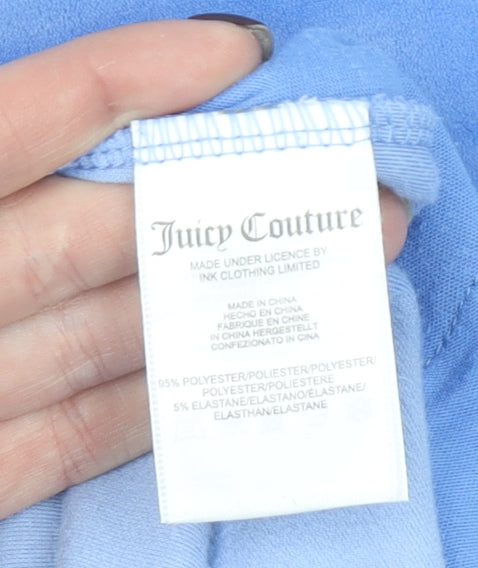 Juicy Couture
MADE UNDER LICENCE BY
INK CLOTHING LIMITED
MADE IN CHINA
HECHO EN CHINA
FABRIQUE EN CHINE
IN CHINA HERGESTELLT
CONFEZIONATO IN CINA
95% POLYESTER/POLIESTER/POLYESTER/
POLYESTER/POLIESTERE
5% ELASTANE/ELASTANO/ÉLASTANE/
ELASTHAN/ELASTANE